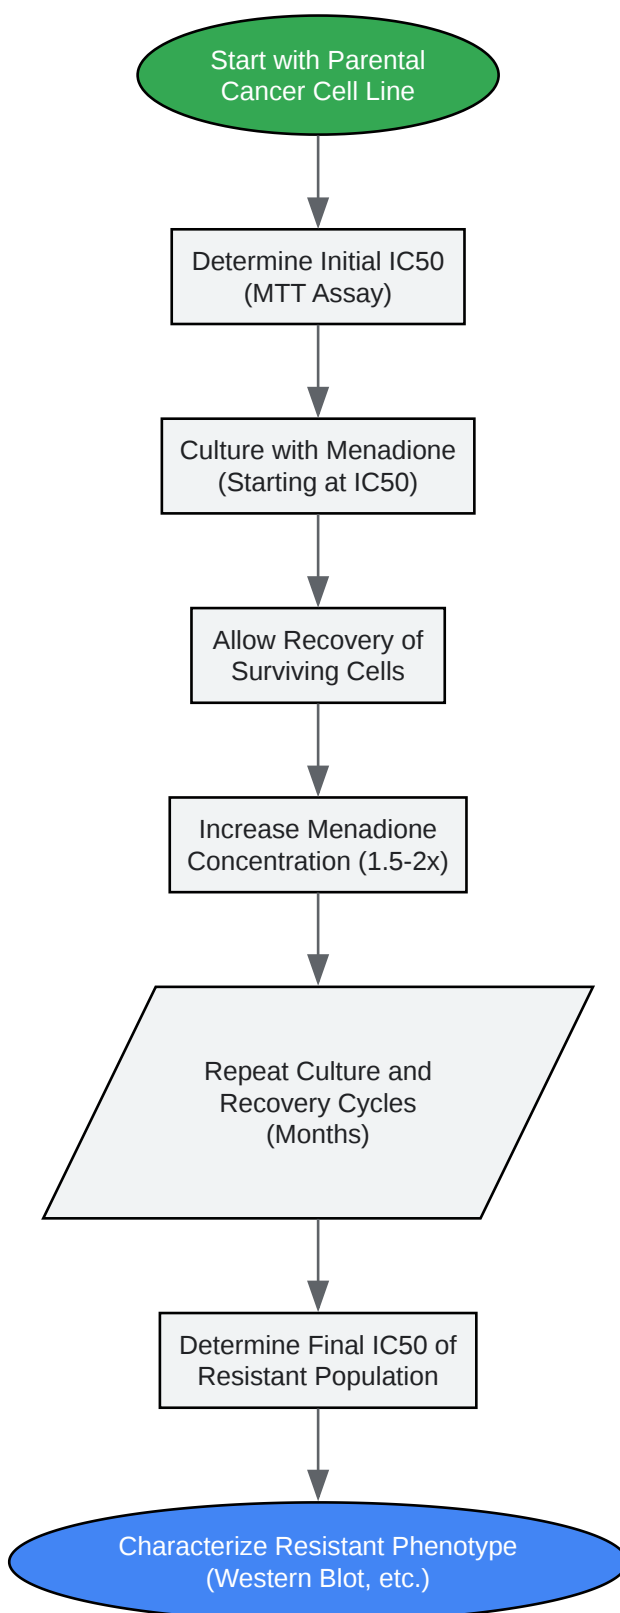 Start with Parental
Cancer Cell Line
Determine Initial IC50
(MTT Assay)
Culture with Menadione
(Starting at IC50)
Allow Recovery of
Surviving Cells
Increase Menadione
Concentration (1.5-2x)
Repeat Culture and
Recovery Cycles
(Months)
Determine Final IC50 of
Resistant Population
Characterize Resistant Phenotype
(Western Blot, etc.)